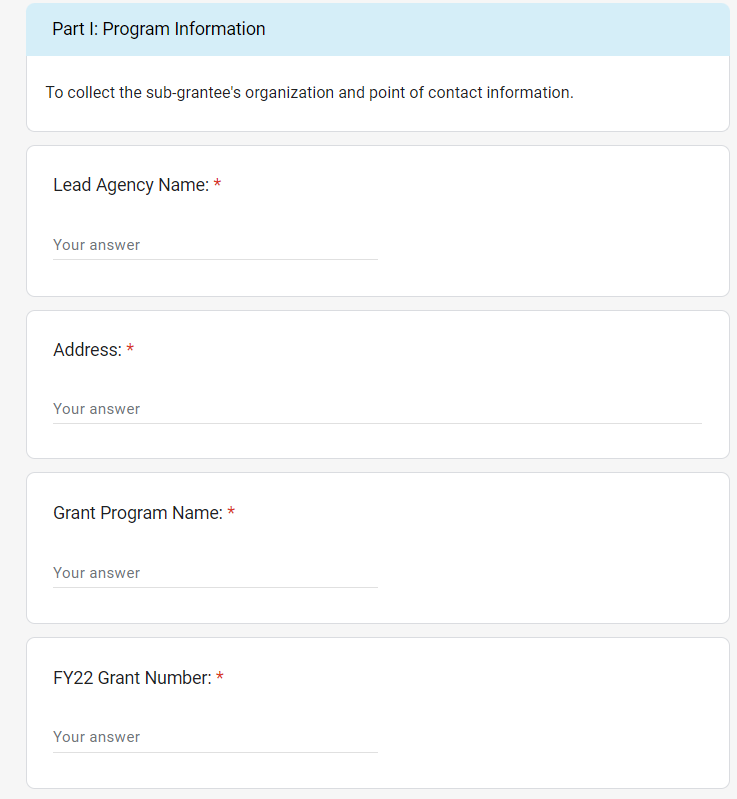 Part I: Program Information
To collect the sub-grantee's organization and point of contact information.
Lead Agency Name: *
Your answer
Address: *
Your answer
Grant Program Name: *
Your answer
FY22 Grant Number: *
Your answer